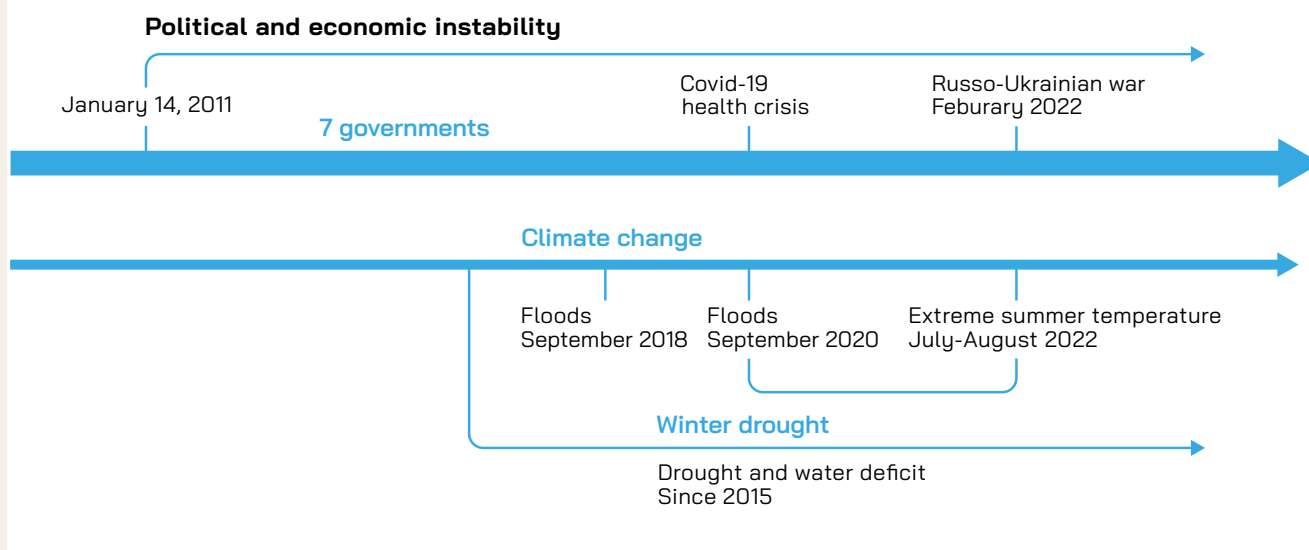 Political and economic instability
January 14, 2011
7 governments
Covid-19
health crisis
Russo-Ukrainian war
Feburary 2022
Climate change
Floods
September 2018
Floods
September 2020
Extreme summer temperature
July-August 2022
Winter drought
Drought and water deficit
Since 2015